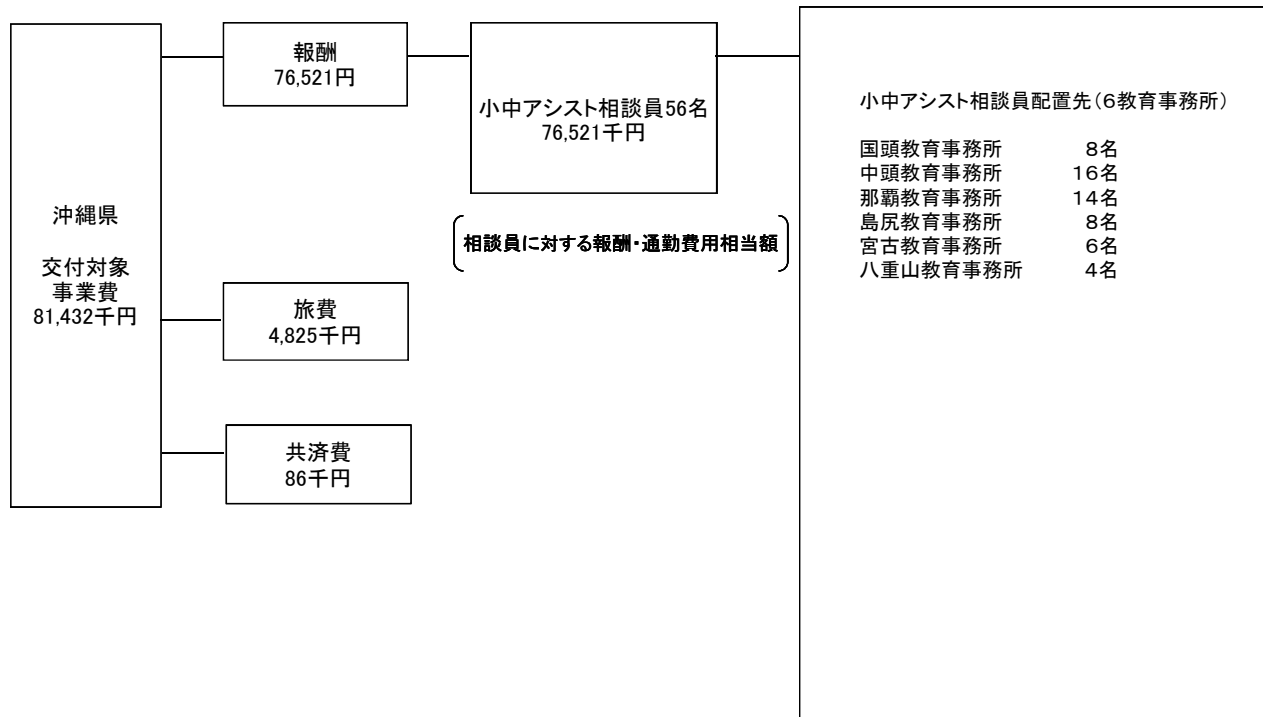 沖縄県
交付対象
事業費
81,432千円
報酬
76,521円
旅費
4,825千円
共済費
86千円
小中アシスト相談員56名
76,521千円
相談員に対する報酬・通勤費用相当額
小中アシスト相談員配置先(６教育事務所)
国頭教育事務所 ８名
中頭教育事務所 １６名
那覇教育事務所 １４名
島尻教育事務所 ８名
宮古教育事務所 ６名
八重山教育事務所 ４名